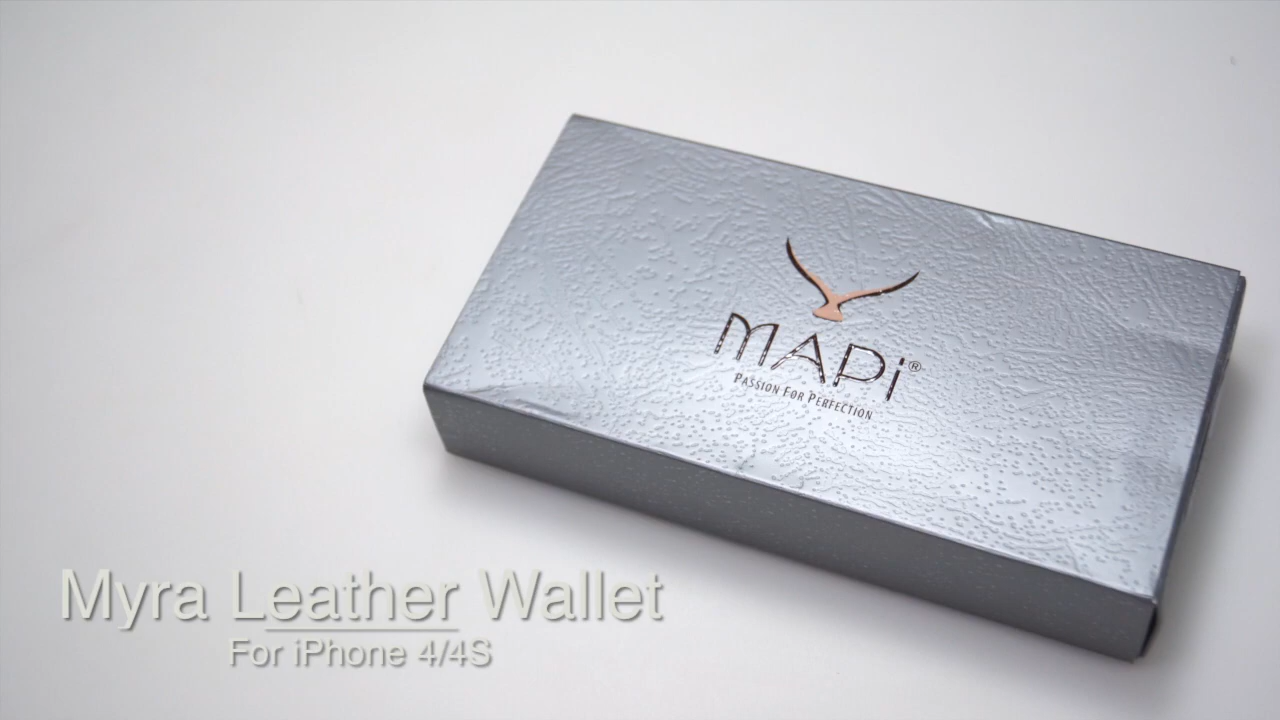 MAPi®
PASSION FOR PERFECTION
Myra Leather Wallet
For iPhone 4/4S